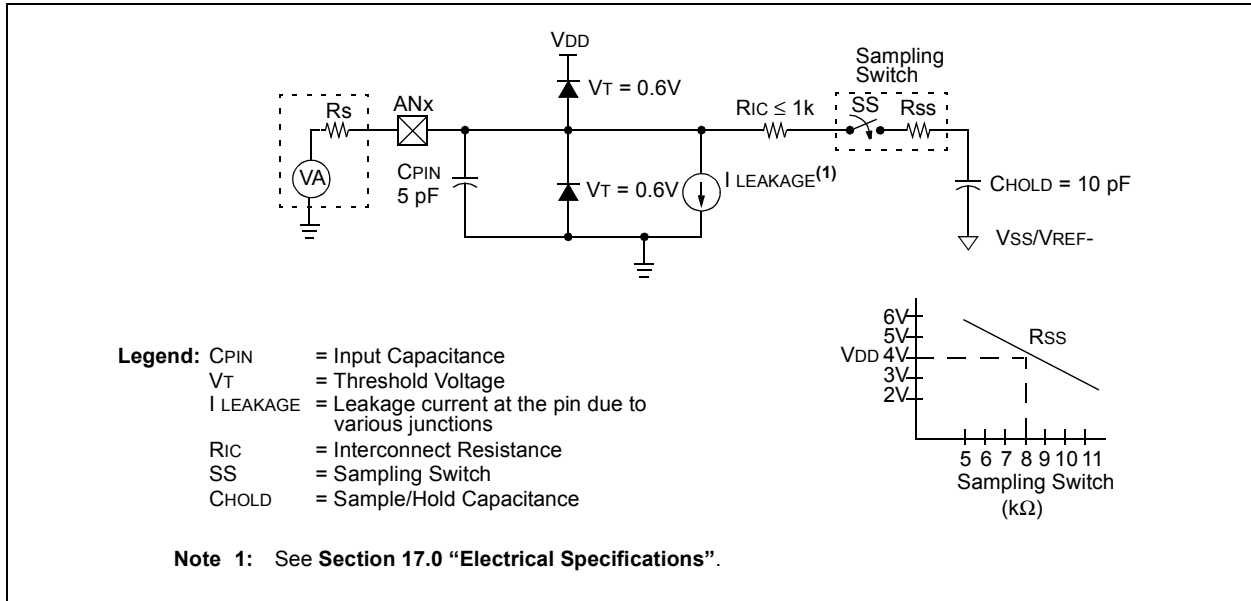 VDD
Sampling
Switch
VT = 0.6V
RIC ≤ 1k
SS
RSS
Rs
ANx
CPIN
5 pF
VA
VT = 0.6V
I LEAKAGE(1)
CHOLD = 10 pF
VSS/VREF-
Legend: CPIN = Input Capacitance
VT = Threshold Voltage
I LEAKAGE = Leakage current at the pin due to
various junctions
RIC = Interconnect Resistance
SS = Sampling Switch
CHOLD = Sample/Hold Capacitance
6V
5V
VDD 4V
3V
2V
RSS
5 6 7 8 9 10 11
Sampling Switch
(kΩ)
Note 1: See Section 17.0 “Electrical Specifications”.